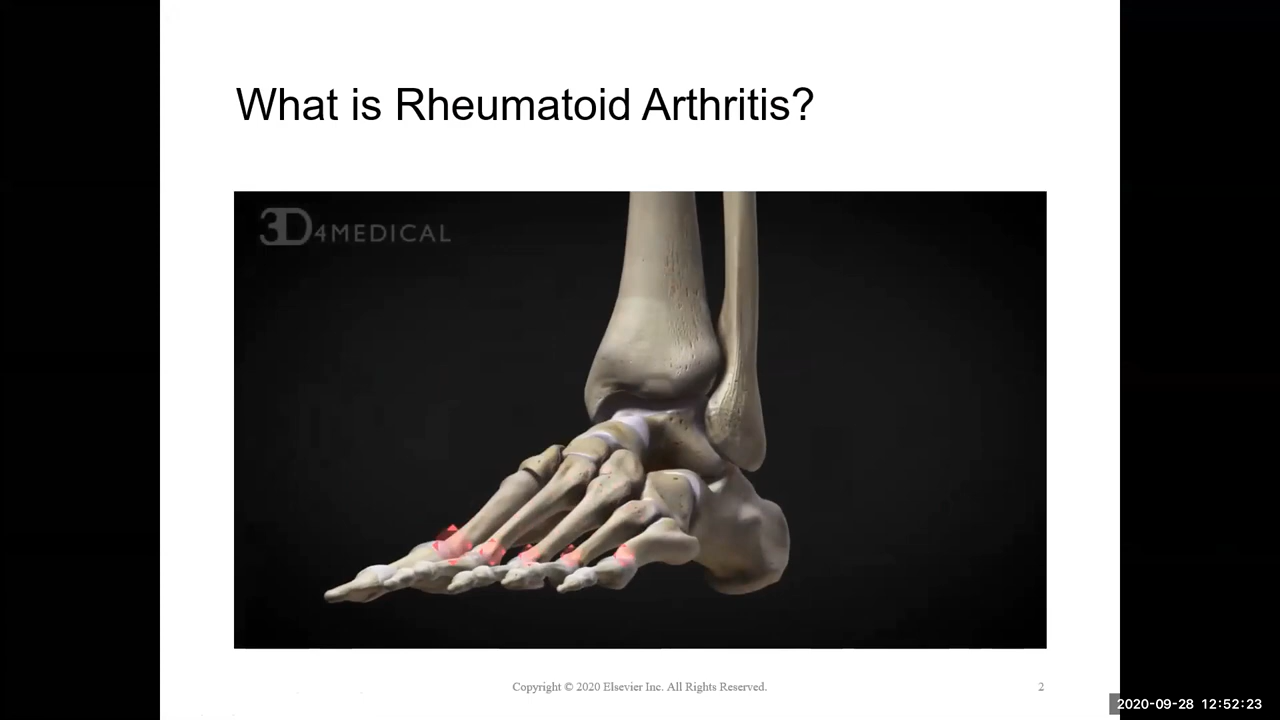 What is Rheumatoid Arthritis?
3D4MEDICAL
Copyright © 2020 Elsevier Inc. All Rights Reserved.
2
2020-09-28 12:52:23